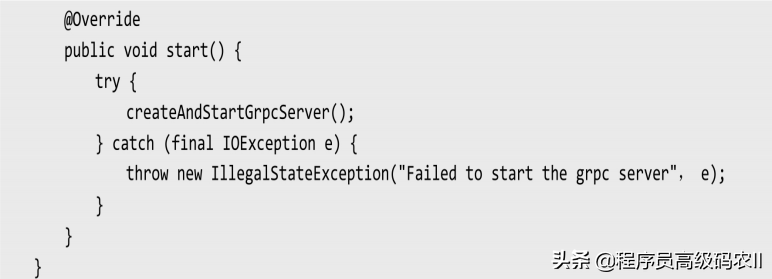 @Override
public void start() {
try {
createAndStartGrpcServer();
} catch (final IOException e) {
throw new IllegalStateException("Failed to start the grpc server", e);
}
}
}
头条 @程序员高级码农II